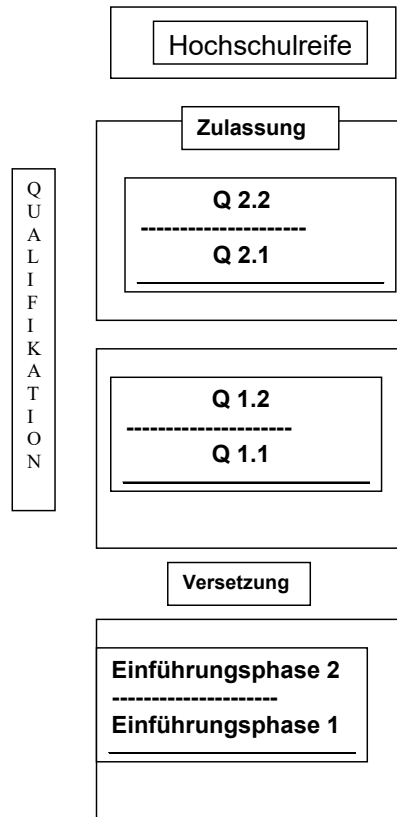 Hochschulreife
Zulassung
QUALIFIKATION
Q 2.2
---------------------
Q 2.1
Q 1.2
---------------------
Q 1.1
Versetzung
Einführungsphase 2
---------------------
Einführungsphase 1